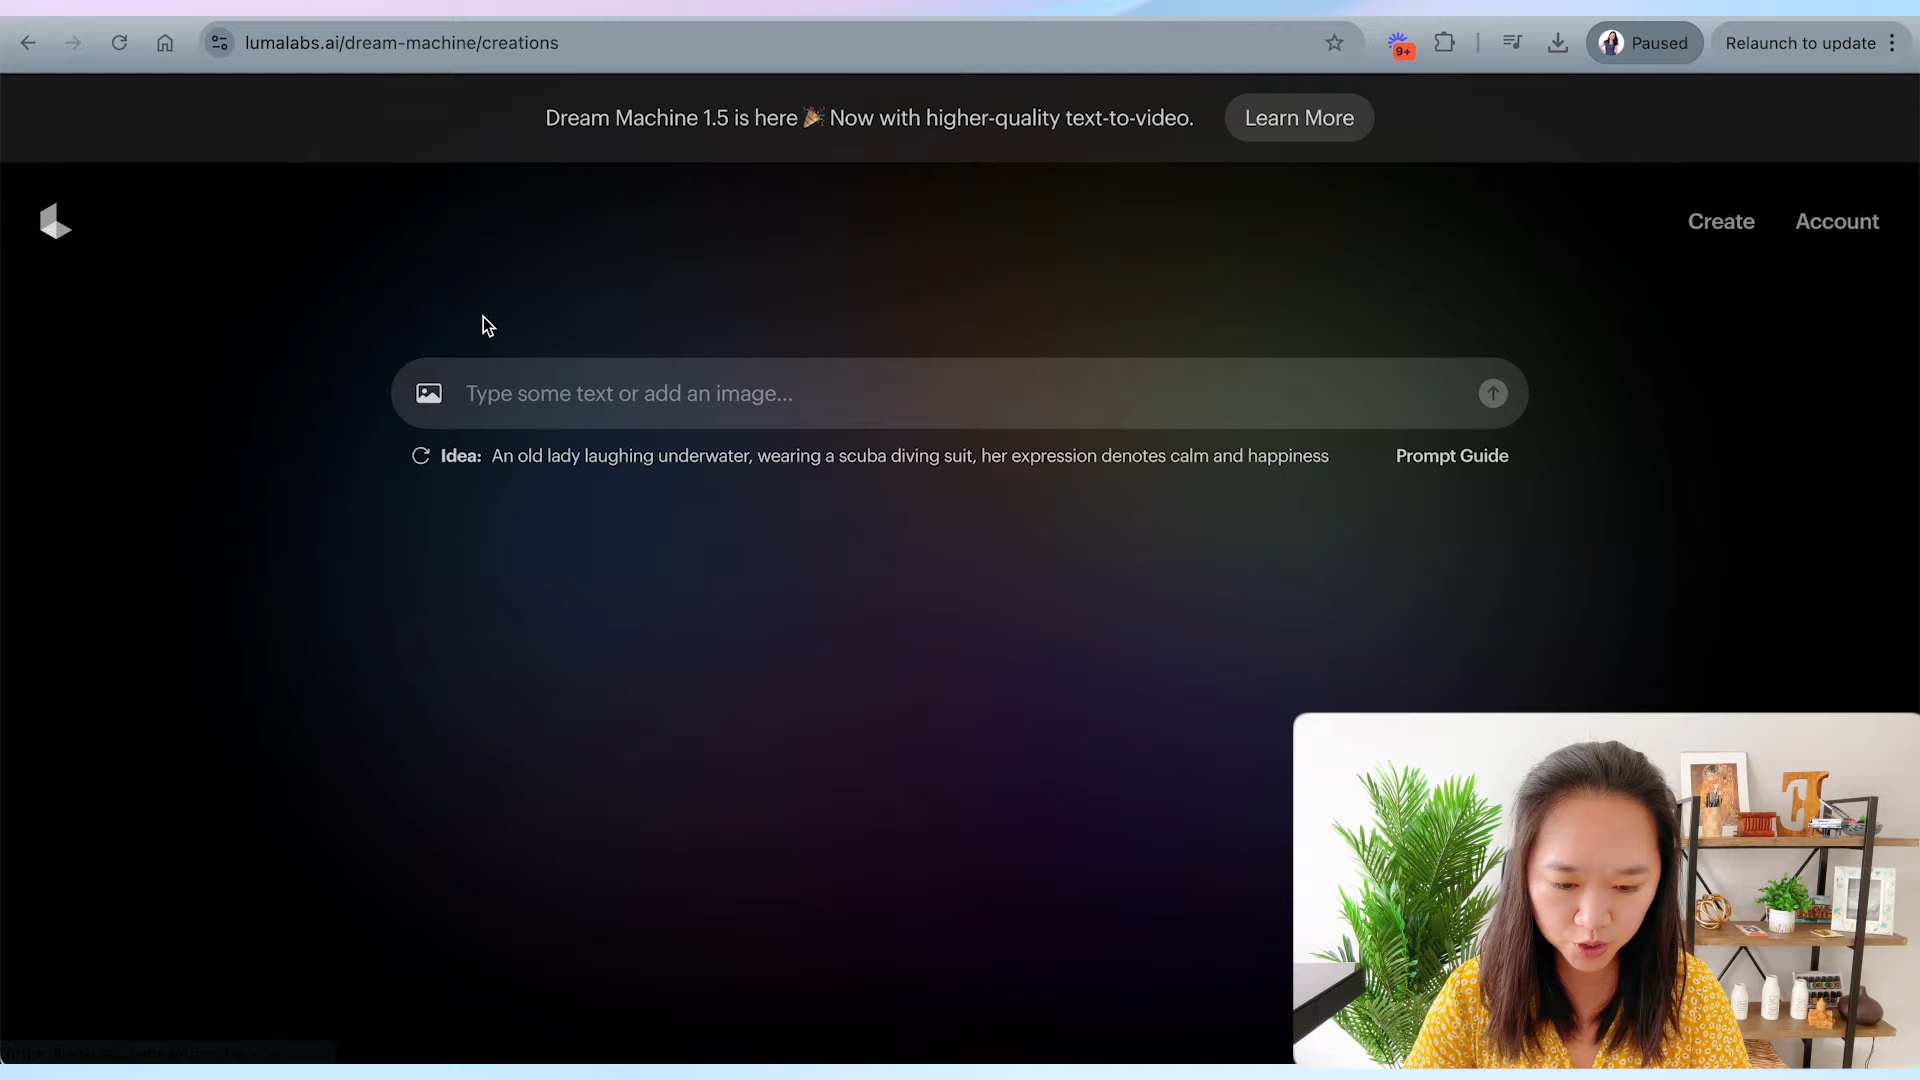 lumalabs.ai/dream-machine/creations
9+
Paused
Relaunch to update
Dream Machine 1.5 is here 🎉 Now with higher-quality text-to-video.
Learn More
Create
Account
Type some text or add an image...
Idea: An old lady laughing underwater, wearing a scuba diving suit, her expression denotes calm and happiness
Prompt Guide